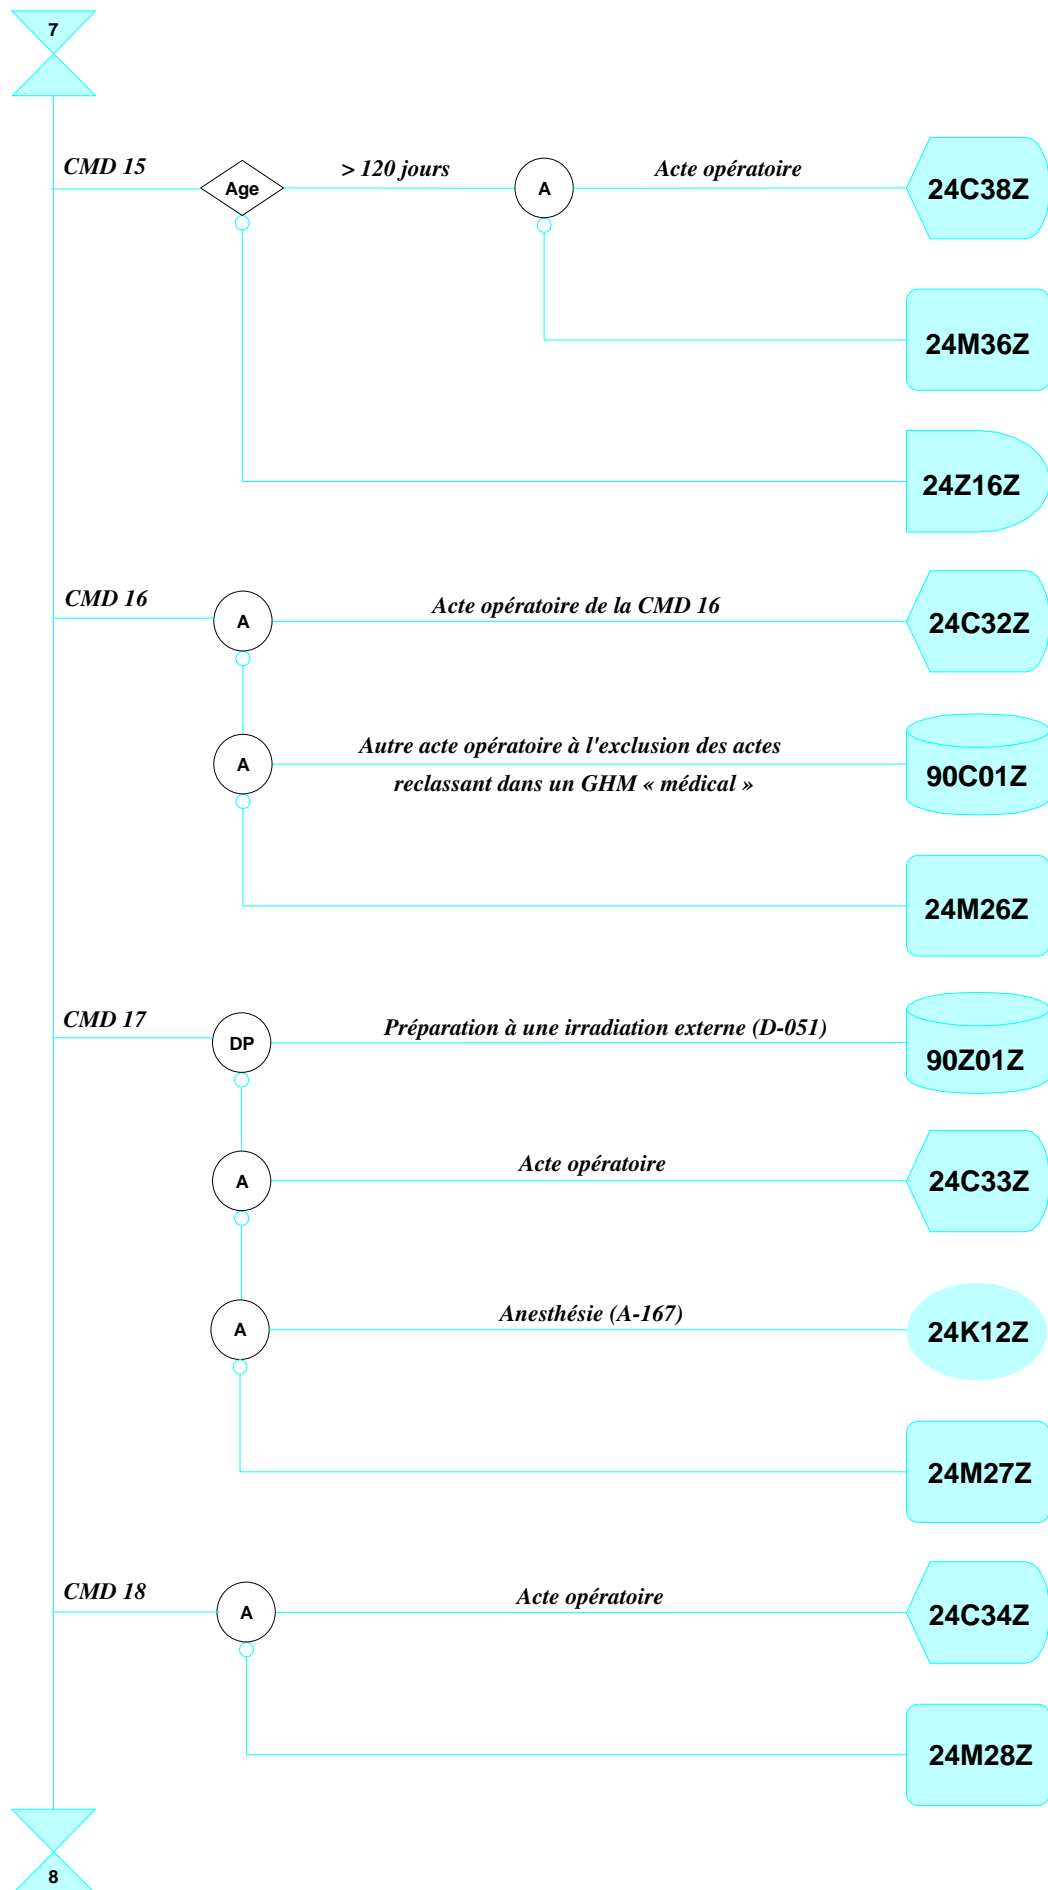 7
CMD 15
Age
> 120 jours
A
Acte opératoire
24C38Z
24M36Z
24Z16Z
CMD 16
A
Acte opératoire de la CMD 16
24C32Z
A
Autre acte opératoire à l'exclusion des actes
reclassant dans un GHM « médical »
90C01Z
24M26Z
CMD 17
DP
Préparation à une irradiation externe (D-051)
90Z01Z
A
Acte opératoire
24C33Z
A
Anesthésie (A-167)
24K12Z
24M27Z
CMD 18
A
Acte opératoire
24C34Z
24M28Z
8